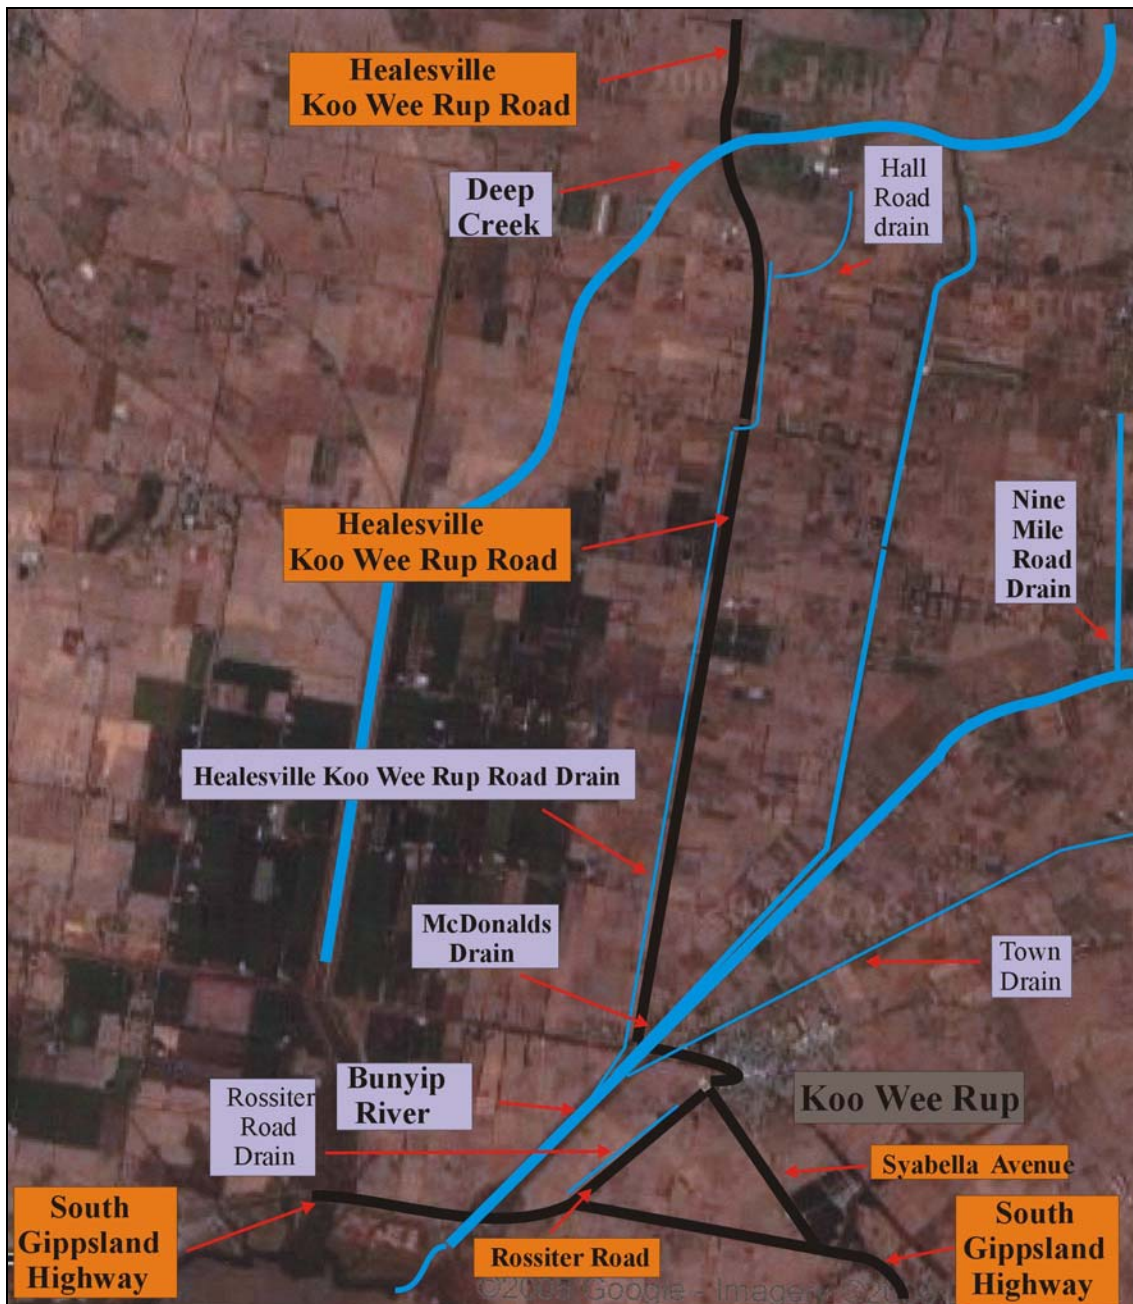 Healesville
Koo Wee Rup Road
Deep
Creek
Hall
Road
drain
Healesville
Koo Wee Rup Road
Nine
Mile
Road
Drain
Healesville Koo Wee Rup Road Drain
McDonalds
Drain
Town
Drain
Bunyip
River
Rossiter
Road
Drain
Koo Wee Rup
Syabella Avenue
South
Gippsland
Highway
Rossiter Road
South
Gippsland
Highway